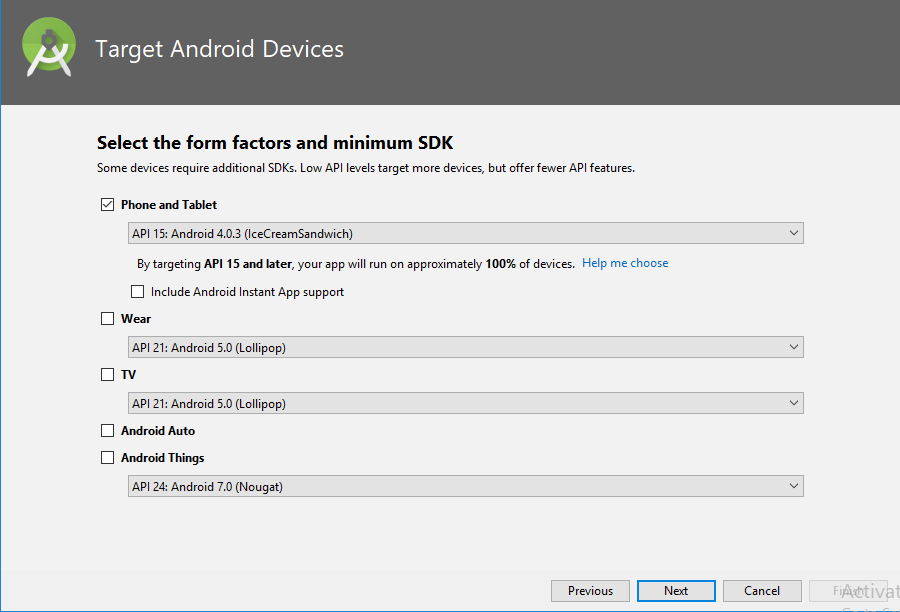 Target Android Devices
Select the form factors and minimum SDK
Some devices require additional SDKs. Low API levels target more devices, but offer fewer API features.
Phone and Tablet
API 15: Android 4.0.3 (IceCreamSandwich)
By targeting API 15 and later, your app will run on approximately 100% of devices. Help me choose
Include Android Instant App support
Wear
API 21: Android 5.0 (Lollipop)
TV
API 21: Android 5.0 (Lollipop)
Android Auto
Android Things
API 24: Android 7.0 (Nougat)
Previous Next Cancel